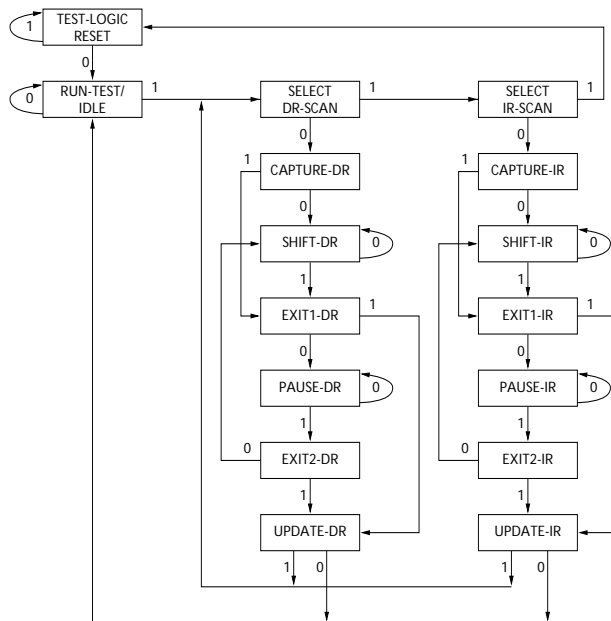 TEST-LOGIC
RESET
1
0
RUN-TEST/
IDLE
0
1
SELECT
DR-SCAN
1
SELECT
IR-SCAN
1
0
0
1
CAPTURE-DR
1
CAPTURE-IR
0
0
SHIFT-DR
0
SHIFT-IR
0
1
1
EXIT1-DR
1
EXIT1-IR
1
0
0
PAUSE-DR
0
PAUSE-IR
0
1
1
0
EXIT2-DR
0
EXIT2-IR
1
1
UPDATE-DR
UPDATE-IR
1
0
1
0